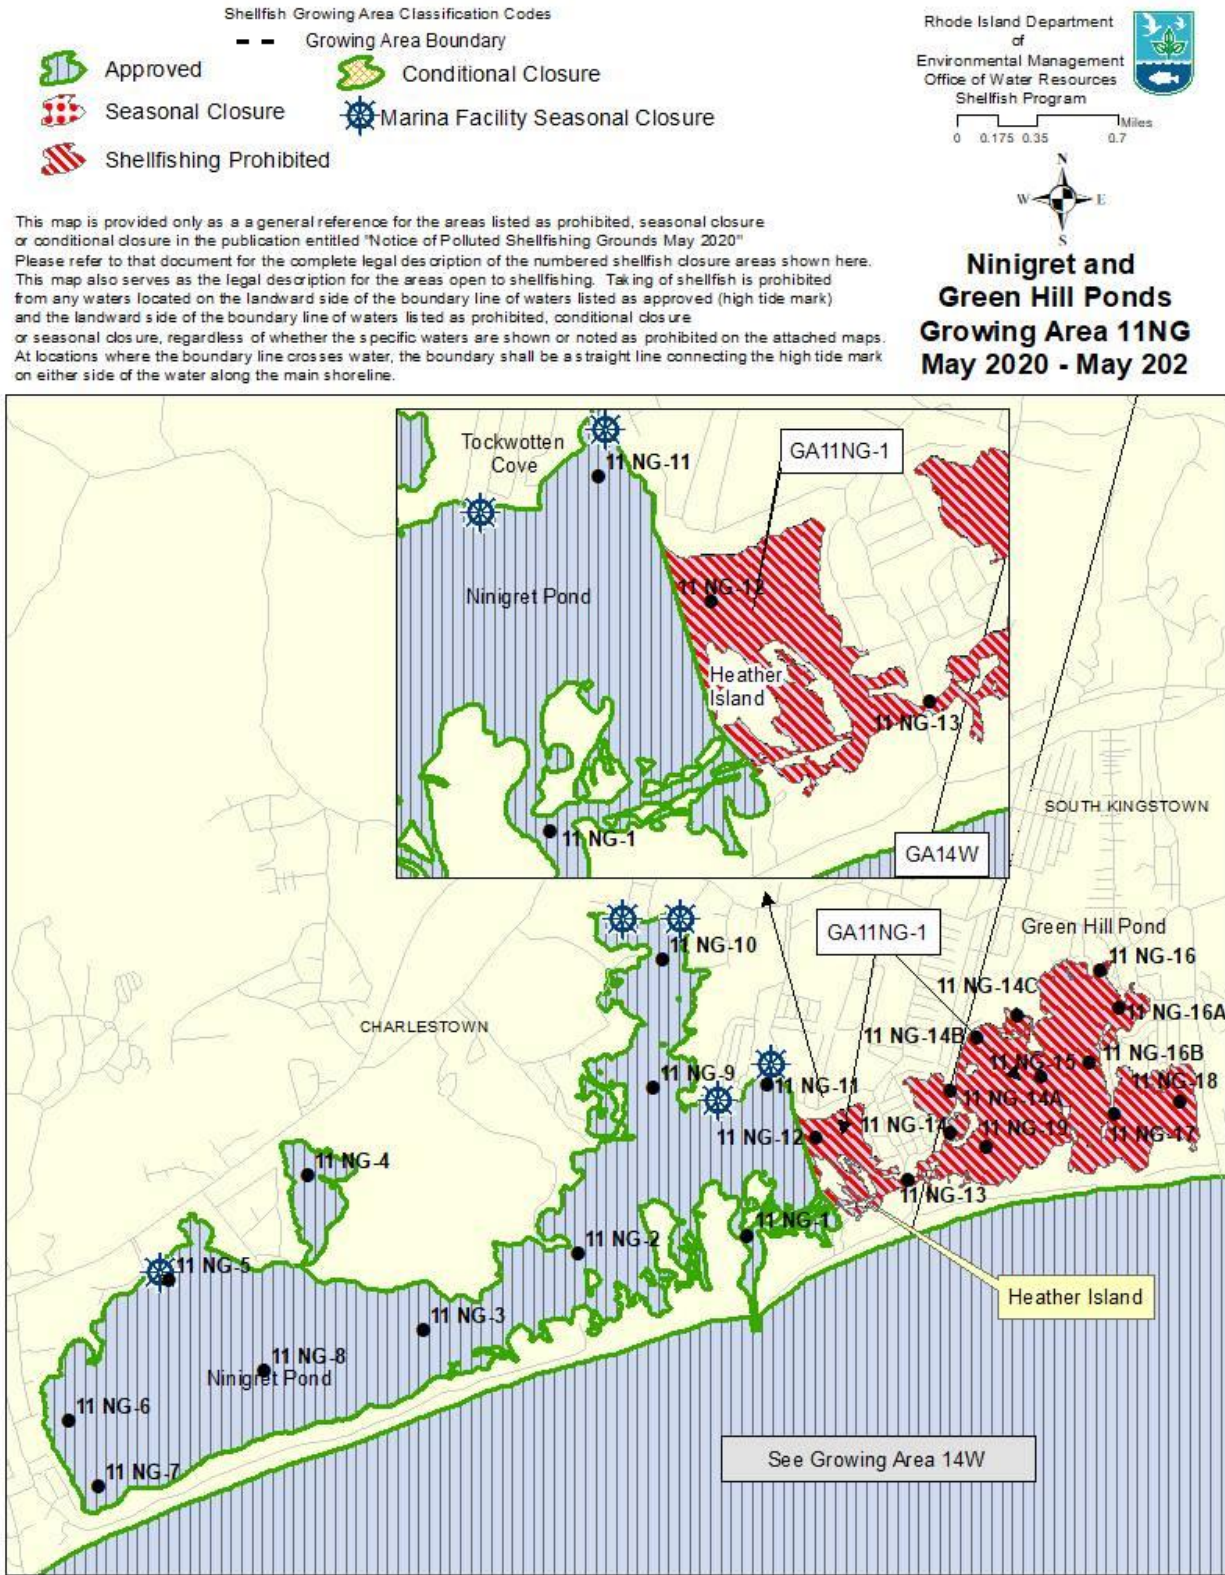 Shellfish Growing Area Classification Codes
Growing Area Boundary
Approved
Conditional Closure
Seasonal Closure
Marina Facility Seasonal Closure
Shellfishing Prohibited
Rhode Island Department
of
Environmental Management
Office of Water Resources
Shellfish Program
Miles
0 0.175 0.35 0.7
N
W E
S
This map is provided only as a a general reference for the areas listed as prohibited, seasonal closure
or conditional closure in the publication entitled "Notice of Polluted Shellfishing Grounds May 2020"
Please refer to that document for the complete legal description of the numbered shellfish closure areas shown here.
This map also serves as the legal description for the areas open to shellfishing. Taking of shellfish is prohibited
from any waters located on the landward side of the boundary line of waters listed as approved (high tide mark)
and the landward side of the boundary line of waters listed as prohibited, conditional closure
or seasonal closure, regardless of whether the specific waters are shown or noted as prohibited on the attached maps.
At locations where the boundary line crosses water, the boundary shall be a straight line connecting the high tide mark
on either side of the water along the main shoreline.
Ninigret and
Green Hill Ponds
Growing Area 11NG
May 2020 - May 202
Tockwotten
Cove
11 NG-11
GA11NG-1
Ninigret Pond
11 NG-12
Heather
Island
11 NG-13
11 NG-1
GA14W
SOUTH KINGSTOWN
GA11NG-1
Green Hill Pond
11 NG-10
11 NG-16
11 NG-14C
11 NG-16A
CHARLESTOWN
11 NG-14B
11 NG-15
11 NG-16B
11 NG-9
11 NG-11
11 NG-18
11 NG-14A
11 NG-12
11 NG-14
11 NG-19
11 NG-17
11 NG-4
11 NG-13
11 NG-1
11 NG-2
11 NG-5
Heather Island
11 NG-3
11 NG-8
Ninigret Pond
11 NG-6
See Growing Area 14W
11 NG-7